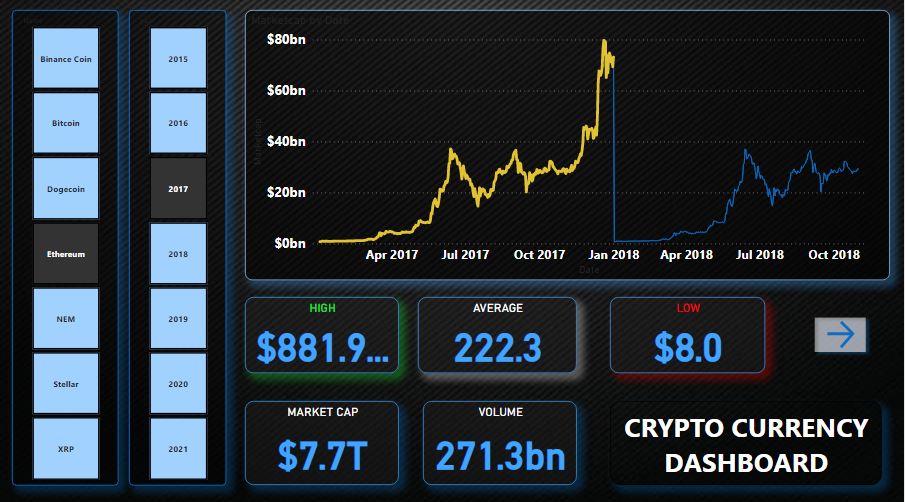 Binance Coin
Bitcoin
Dogecoin
Ethereum
NEM
Stellar
XRP
2015
2016
2017
2018
2019
2020
2021
Marketcap by Date
Marketcap
$80bn
$60bn
$40bn
$20bn
$0bn
Apr 2017
Jul 2017
Oct 2017
Jan 2018
Apr 2018
Jul 2018
Oct 2018
Date
HIGH
$881.9...
AVERAGE
222.3
LOW
$8.0
MARKET CAP
$7.7T
VOLUME
271.3bn
CRYPTO CURRENCY
DASHBOARD